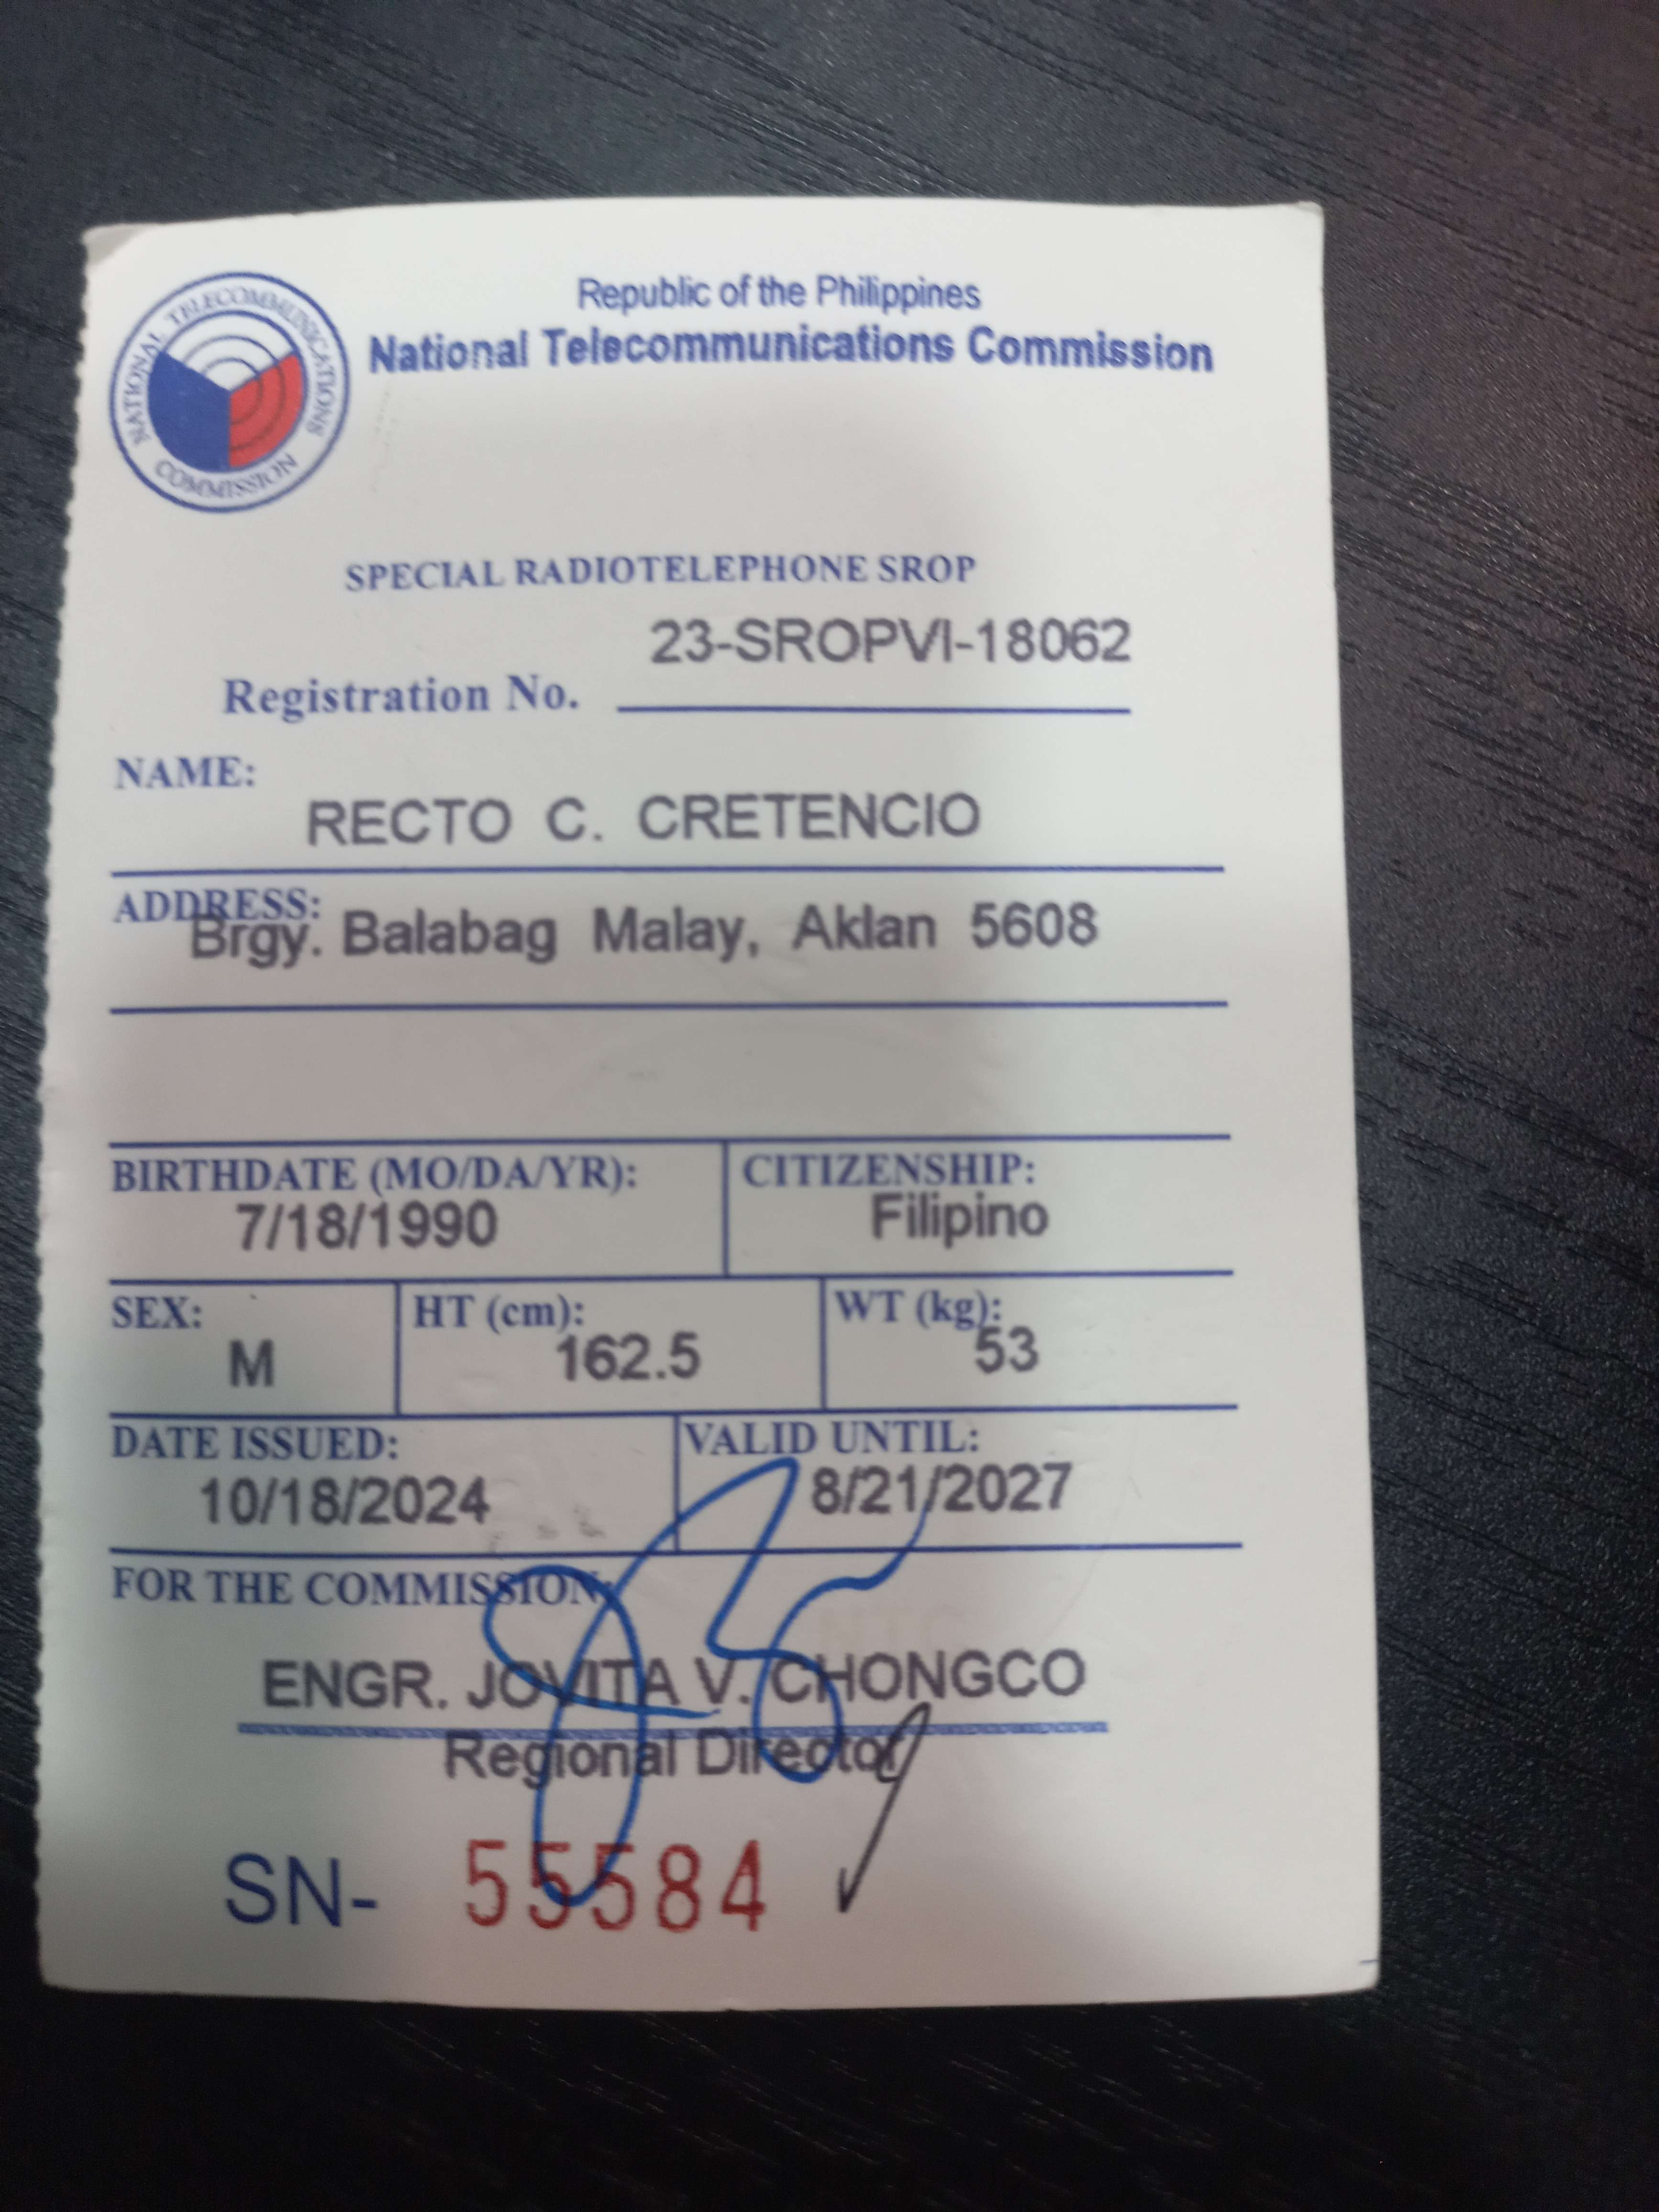 NATIONAL TELECOMMUNICATIONS COMMISSION
Republic of the Philippines
National Telecommunications Commission
SPECIAL RADIOTELEPHONE SROP
23-SROPVI-18062
Registration No.
NAME:
RECTO C. CRETENCIO
ADDRESS:
Brgy. Balabag Malay, Aklan 5608
BIRTHDATE (MO/DA/YR): CITIZENSHIP:
7/18/1990 Filipino
SEX: HT (cm): WT (kg):
M 162.5 53
DATE ISSUED: VALID UNTIL:
10/18/2024 8/21/2027
FOR THE COMMISSION:
ENGR. JOVITA V. CHONGCO
Regional Director
SN- 55584